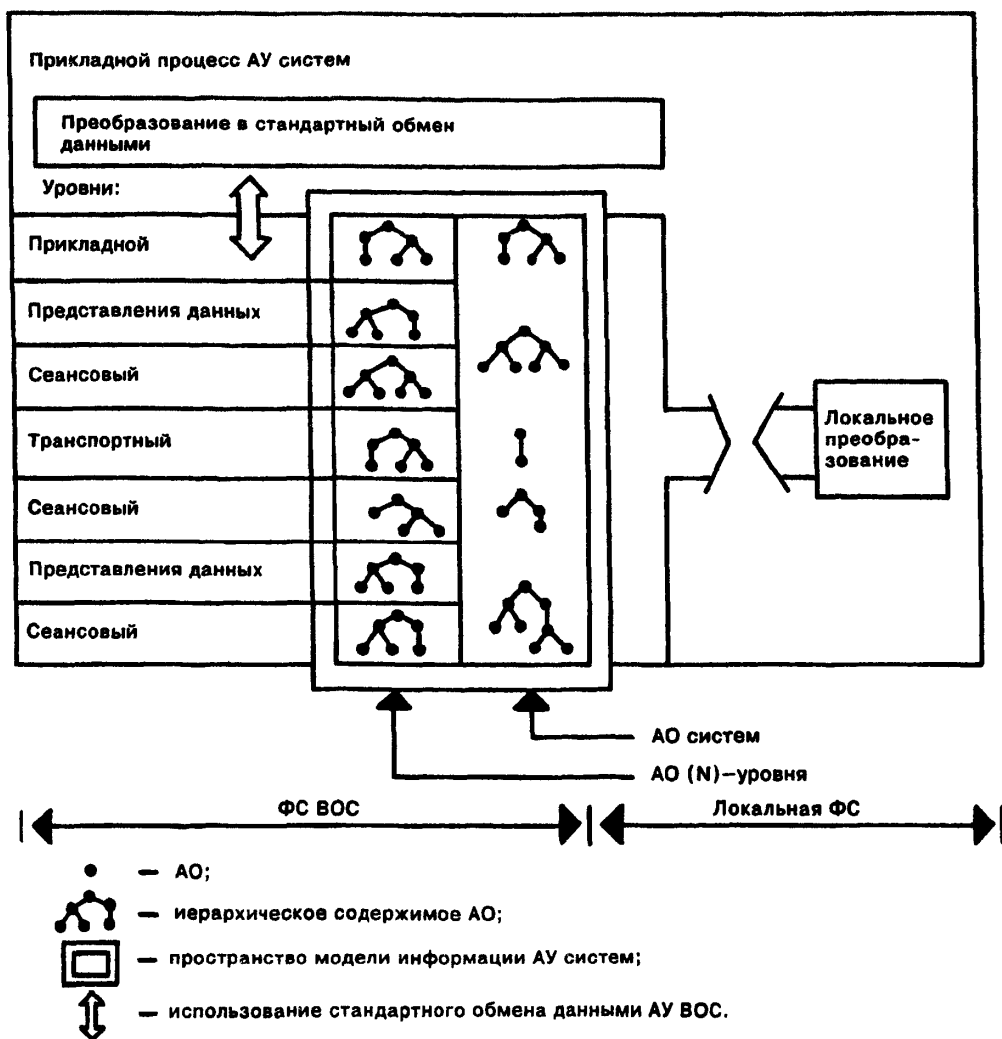 Прикладной процесс АУ систем
Преобразование в стандартный обмен
данными
Уровни:
Прикладной
Представления данных
Сеансовый
Транспортный
Сеансовый
Представления данных
Сеансовый
Локальное
преобра-
зование
АО систем
АО (N)-уровня
ФС ВОС
Локальная ФС
— АО;
— иерархическое содержимое АО;
— пространство модели информации АУ систем;
— использование стандартного обмена данными АУ ВОС.